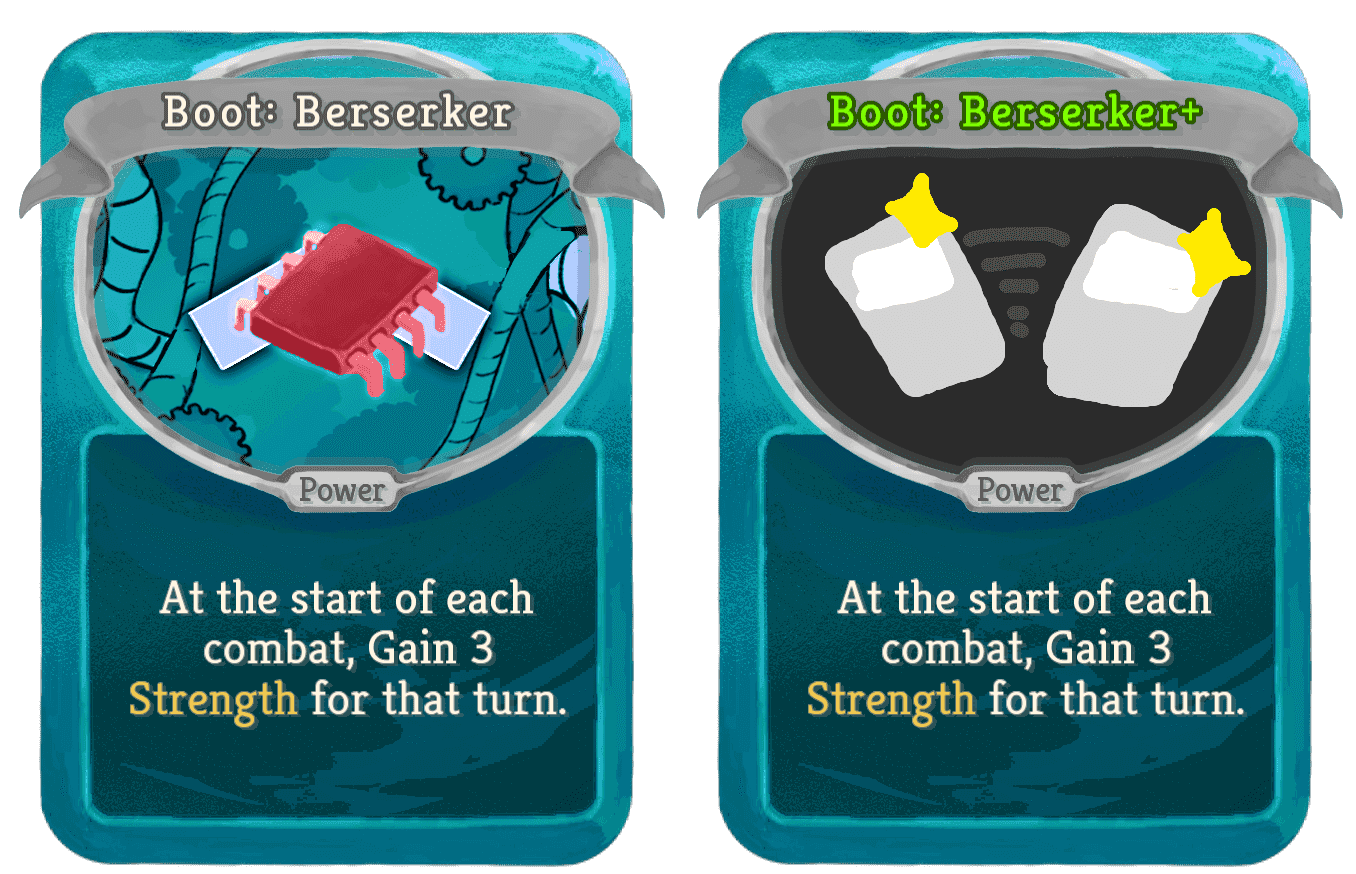 Boot: Berserker
Power
At the start of each
combat, Gain 3
Strength for that turn.
Boot: Berserker+
Power
At the start of each
combat, Gain 3
Strength for that turn.